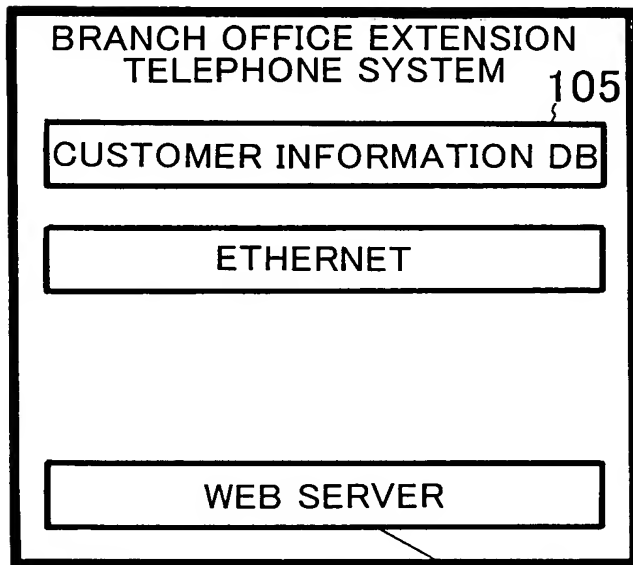 BRANCH OFFICE EXTENSION
TELEPHONE SYSTEM
105
CUSTOMER INFORMATION DB
ETHERNET
WEB SERVER